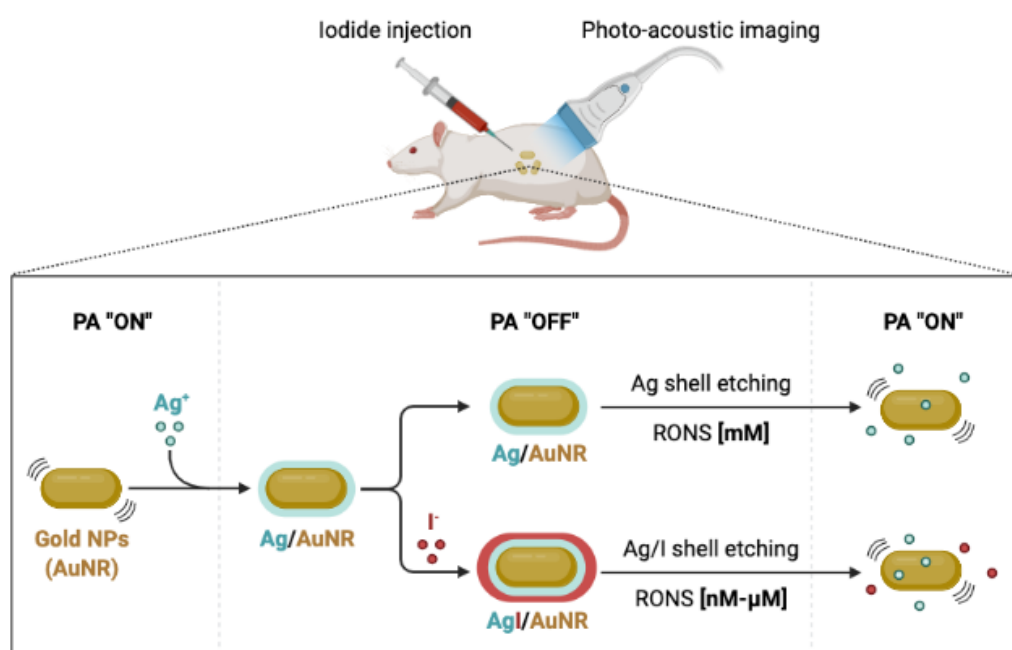 Iodide injection
Photo-acoustic imaging
PA "ON"
PA "OFF"
PA "ON"
Ag⁺
Gold NPs
(AuNR)
Ag/AuNR
Ag/AuNR
Ag shell etching
RONS [mM]
I⁻
AgI/AuNR
Ag/I shell etching
RONS [nM-µM]